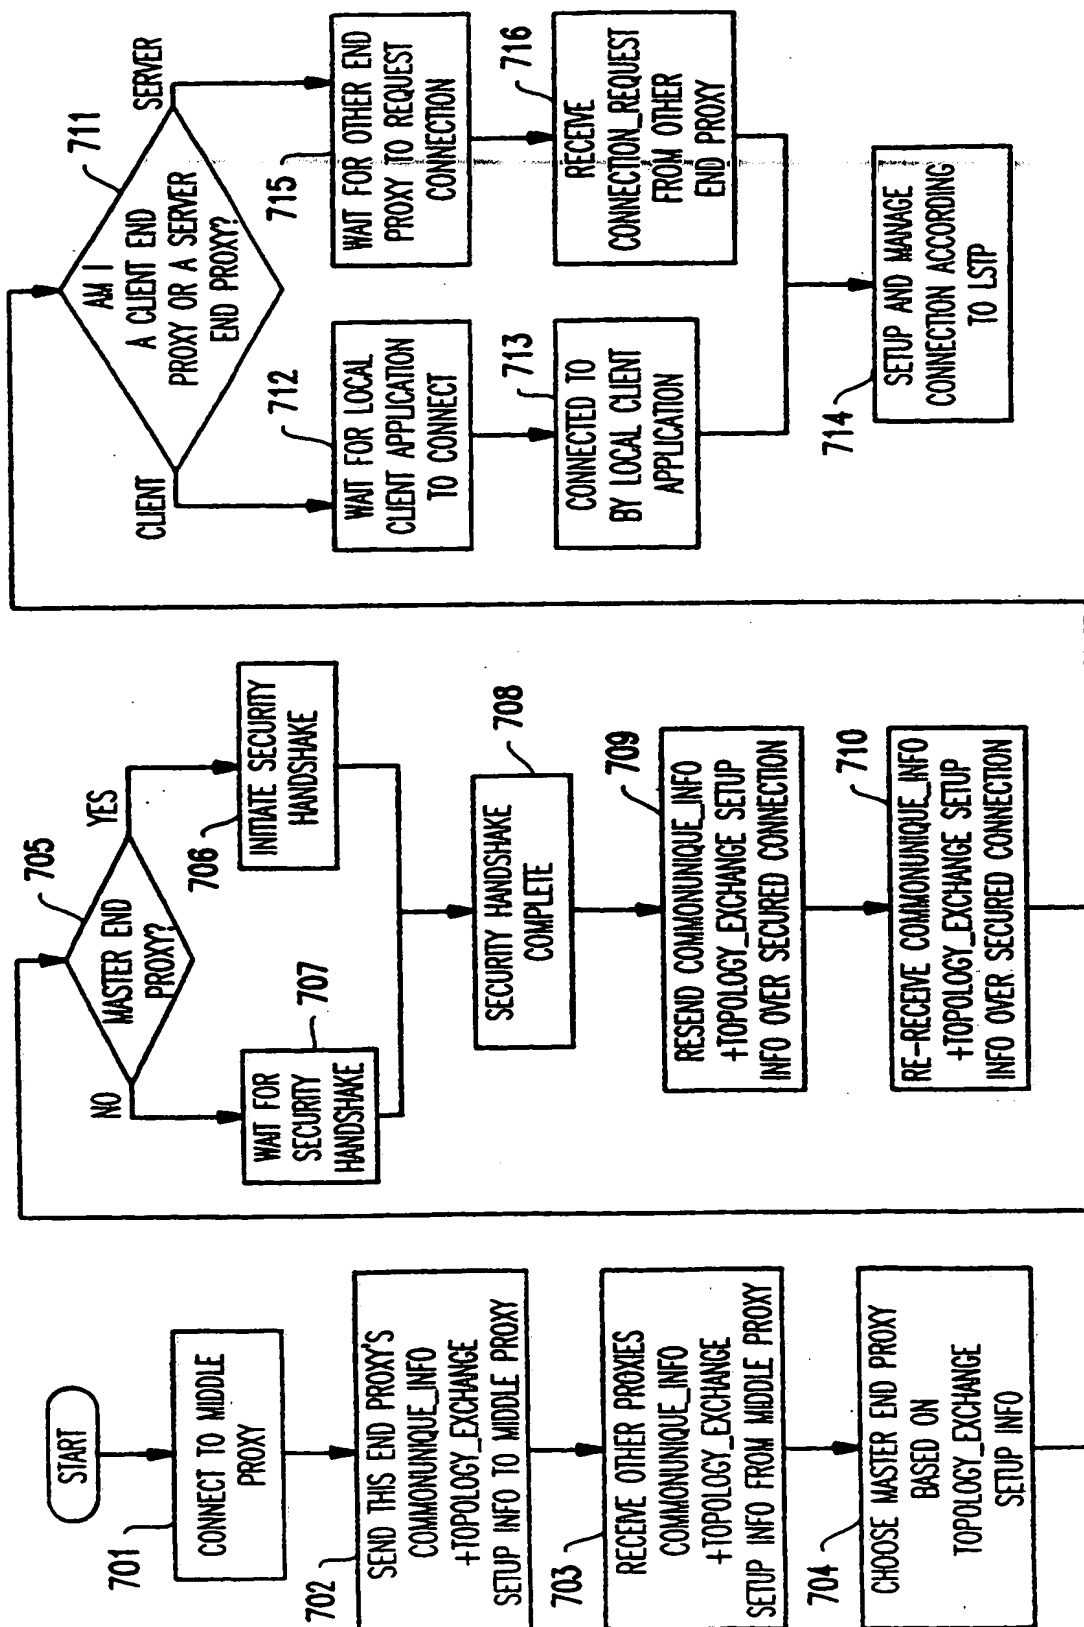 START
701
CONNECT TO MIDDLE
PROXY
702
SEND THIS END PROXY'S
COMMONUNIQUE_INFO
+TOPOLOGY_EXCHANGE
SETUP INFO TO MIDDLE PROXY
703
RECEIVE OTHER PROXIES
COMMONUNIQUE_INFO
+TOPOLOGY_EXCHANGE
SETUP INFO FROM MIDDLE PROXY
704
CHOOSE MASTER END PROXY
BASED ON
TOPOLOGY_EXCHANGE
SETUP INFO
705
MASTER END
PROXY?
YES
NO
706
INITIATE SECURITY
HANDSHAKE
707
WAIT FOR
SECURITY
HANDSHAKE
708
SECURITY HANDSHAKE
COMPLETE
709
RESEND COMMONUNIQUE_INFO
+TOPOLOGY_EXCHANGE SETUP
INFO OVER SECURED CONNECTION
710
RE-RECEIVE COMMONUNIQUE_INFO
+TOPOLOGY_EXCHANGE SETUP
INFO OVER SECURED CONNECTION
711
AM I
A CLIENT END
PROXY OR A SERVER
END PROXY?
CLIENT
SERVER
712
WAIT FOR LOCAL
CLIENT APPLICATION
TO CONNECT
713
CONNECTED TO
BY LOCAL CLIENT
APPLICATION
715
WAIT FOR OTHER END
PROXY TO REQUEST
CONNECTION
716
RECEIVE
CONNECTION_REQUEST
FROM OTHER
END PROXY
714
SETUP AND MANAGE
CONNECTION ACCORDING
TO LSTP